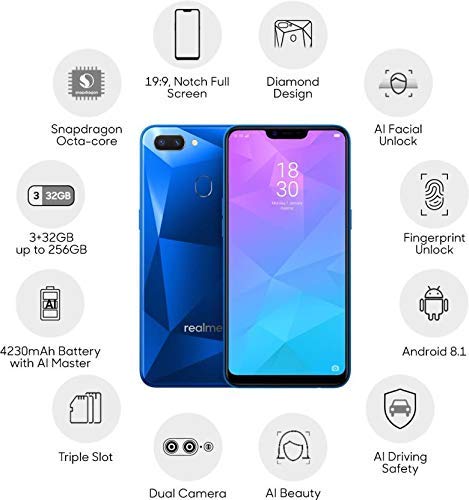 19:9, Notch Full
Screen
Diamond
Design
snapdragon
Snapdragon
Octa-core
AI Facial
Unlock
3 32GB
3+32GB
up to 256GB
18
30
Fingerprint
Unlock
AI
4230mAh Battery
with AI Master
realme
Android 8.1
Triple Slot
Dual Camera
AI Beauty
AI Driving
Safety